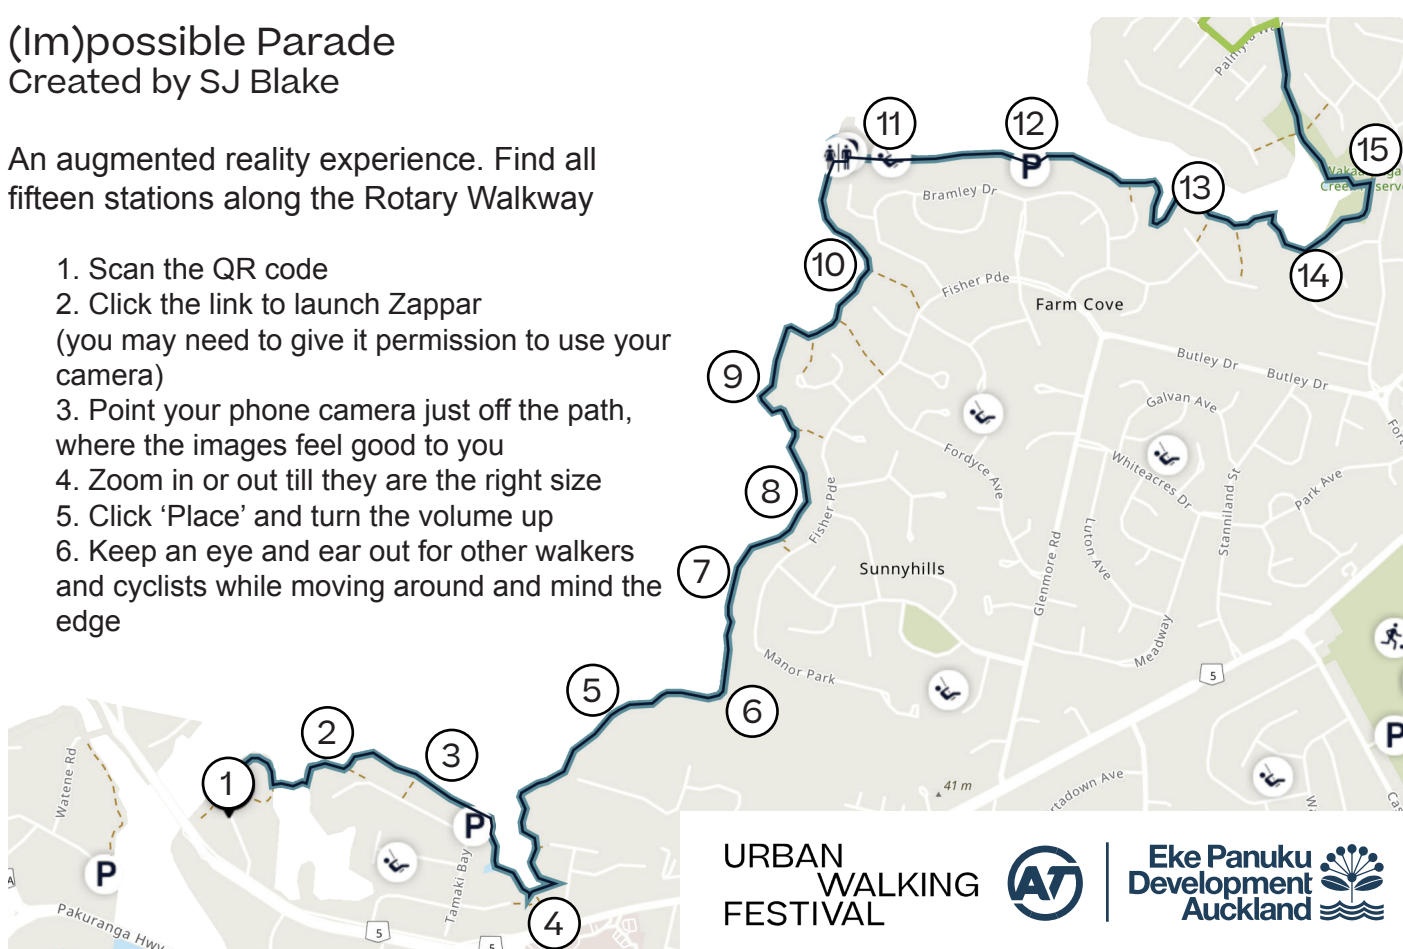 (Im)possible Parade
Created by SJ Blake
An augmented reality experience. Find all
fifteen stations along the Rotary Walkway
1. Scan the QR code
2. Click the link to launch Zappar
(you may need to give it permission to use your
camera)
3. Point your phone camera just off the path,
where the images feel good to you
4. Zoom in or out till they are the right size
5. Click ‘Place’ and turn the volume up
6. Keep an eye and ear out for other walkers
and cyclists while moving around and mind the
edge
11
12
P
15
13
14
10
9
8
7
6
5
4
3
2
1
Bramley Dr
Fisher Pde
Farm Cove
Butley Dr
Butley Dr
Galvan Ave
Whiteacres Dr
Stanniland St
Park Ave
Fordyce Ave
Fisher Pde
Luton Ave
Glenmore Rd
Sunnyhills
Meadway
Manor Park
5
P
41 m
Watene Rd
P
P
Tamaki Bay
Pakuranga Hwy
5
5
URBAN
WALKING
FESTIVAL
AT
Eke Panuku
Development
Auckland